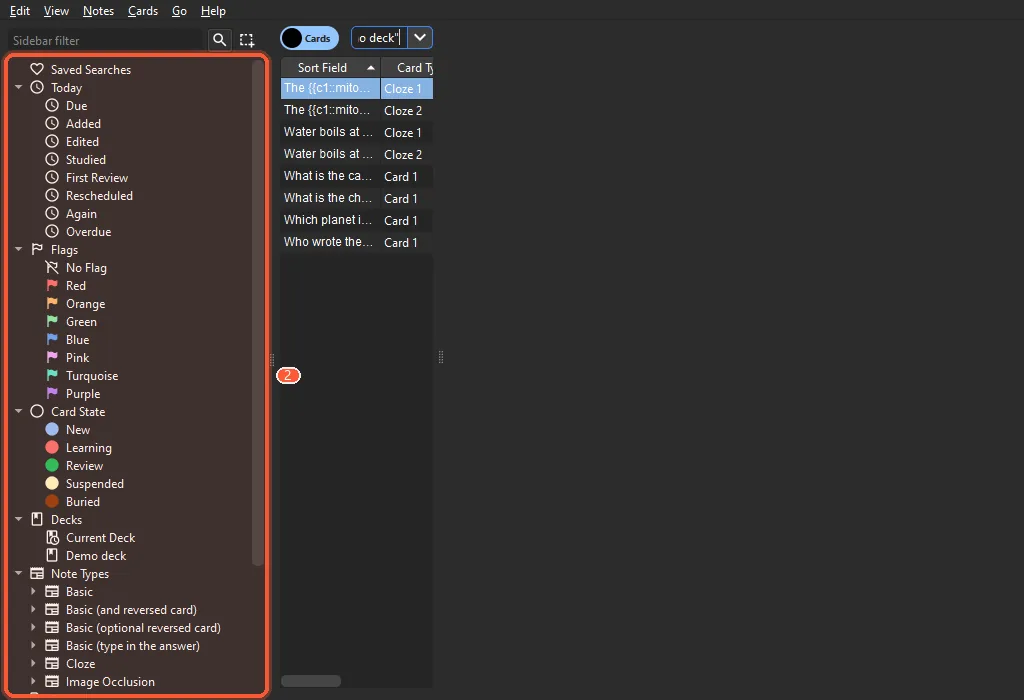 Edit View Notes Cards Go Help
Sidebar filter
Cards
o deck"
Saved Searches
Today
Due
Added
Edited
Studied
First Review
Rescheduled
Again
Overdue
Flags
No Flag
Red
Orange
Green
Blue
Pink
Turquoise
Purple
Card State
New
Learning
Review
Suspended
Buried
Decks
Current Deck
Demo deck
Note Types
Basic
Basic (and reversed card)
Basic (optional reversed card)
Basic (type in the answer)
Cloze
Image Occlusion
2
Sort Field Card Ty
The {{c1::mito... Cloze 1
The {{c1::mito... Cloze 2
Water boils at ... Cloze 1
Water boils at ... Cloze 2
What is the ca... Card 1
What is the ch... Card 1
Which planet i... Card 1
Who wrote the... Card 1